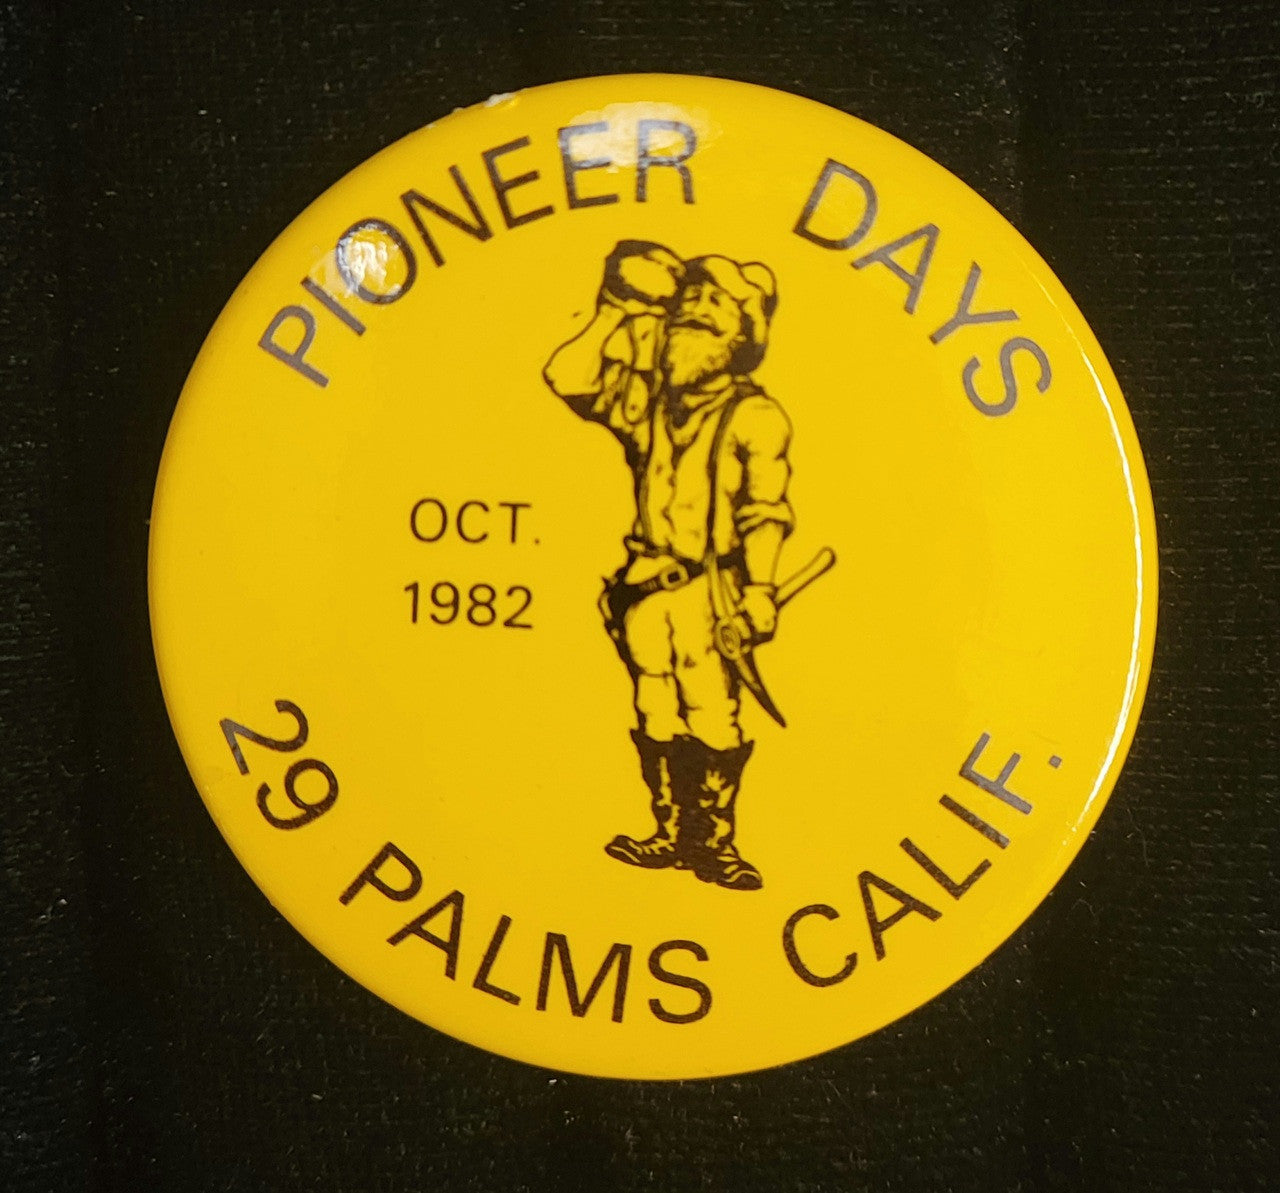 PIONEER DAYS
OCT.
1982
29 PALMS CALIF.